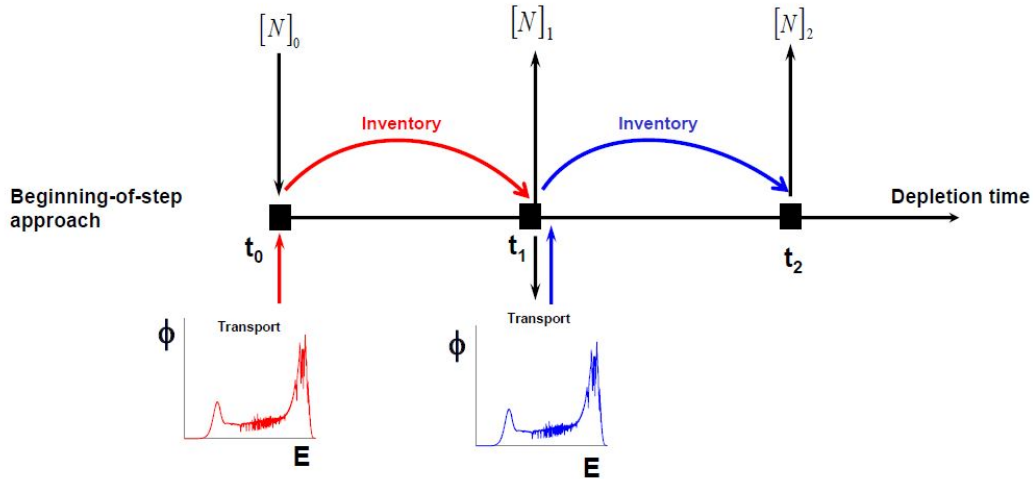 [N]₀
[N]₁
[N]₂
Inventory
Inventory
Beginning-of-step
approach
Depletion time
t₀
t₁
t₂
Transport
ϕ
E
Transport
ϕ
E